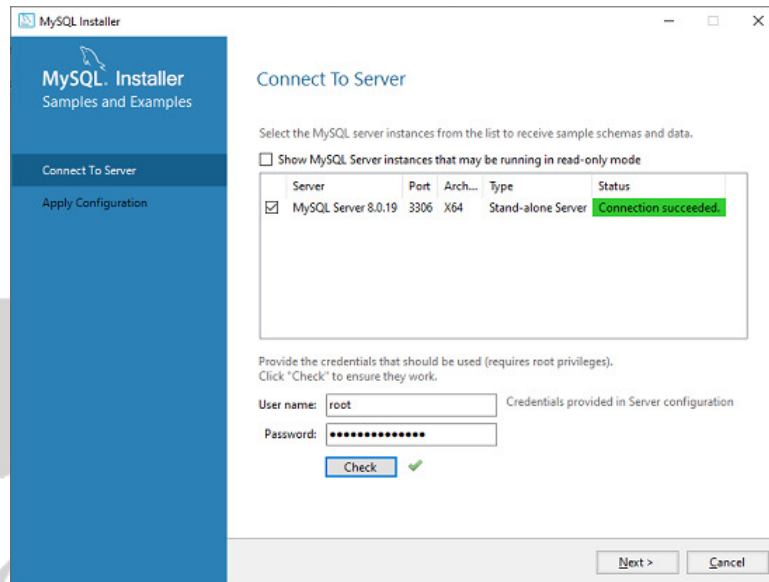 MySQL Installer
MySQL. Installer
Samples and Examples
Connect To Server
Apply Configuration
Connect To Server
Select the MySQL server instances from the list to receive sample schemas and data.
Show MySQL Server instances that may be running in read-only mode
Server Port Arch... Type Status
MySQL Server 8.0.19 3306 X64 Stand-alone Server Connection succeeded.
Provide the credentials that should be used (requires root privileges).
Click "Check" to ensure they work.
User name: root Credentials provided in Server configuration
Password: ••••••••••••••
Check
Next > Cancel